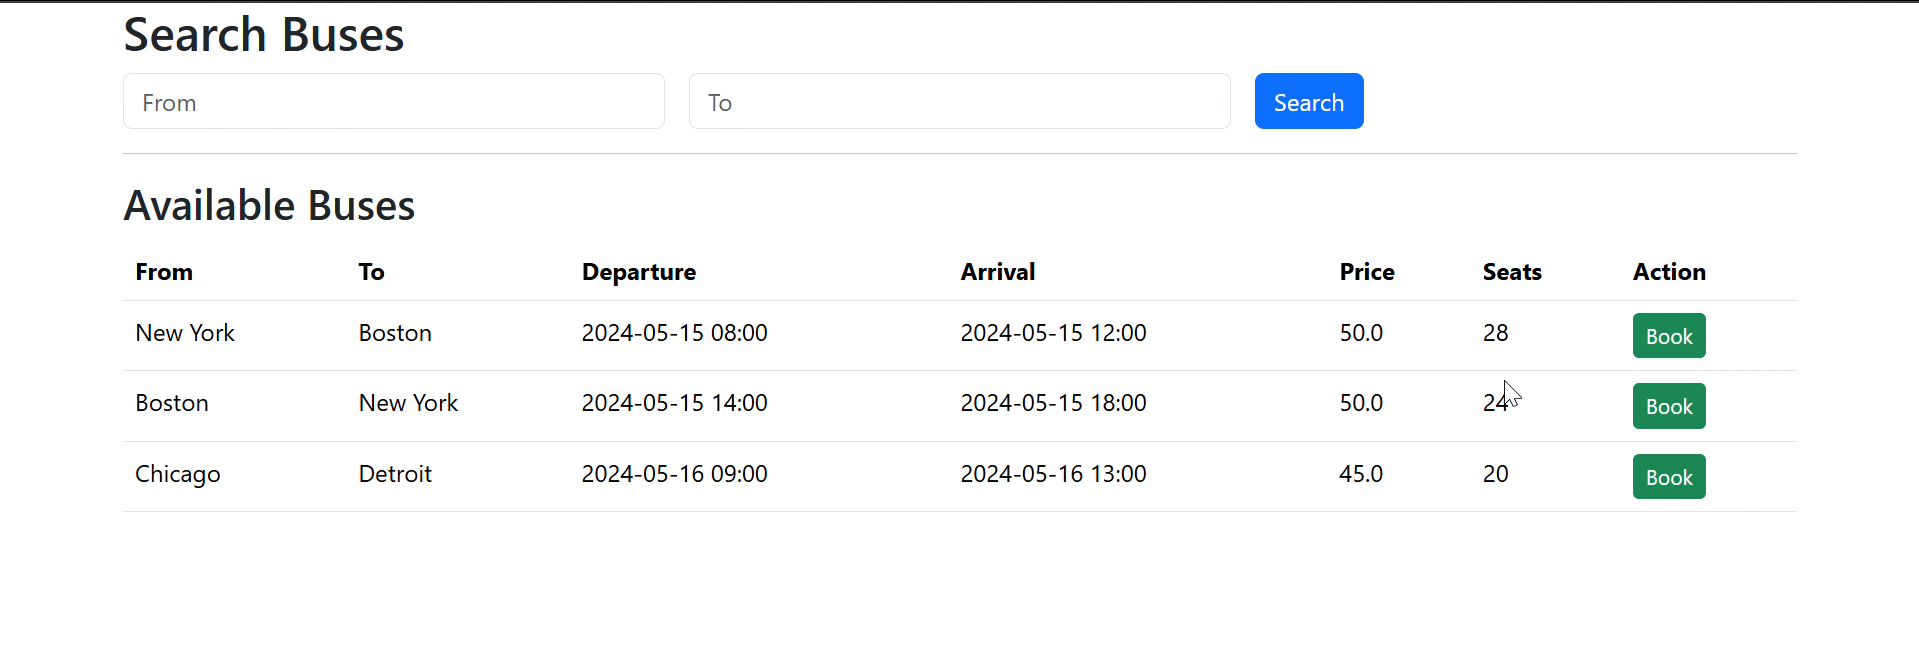 Search Buses
From To Search
Available Buses
From To Departure Arrival Price Seats Action
New York Boston 2024-05-15 08:00 2024-05-15 12:00 50.0 28 Book
Boston New York 2024-05-15 14:00 2024-05-15 18:00 50.0 24 Book
Chicago Detroit 2024-05-16 09:00 2024-05-16 13:00 45.0 20 Book